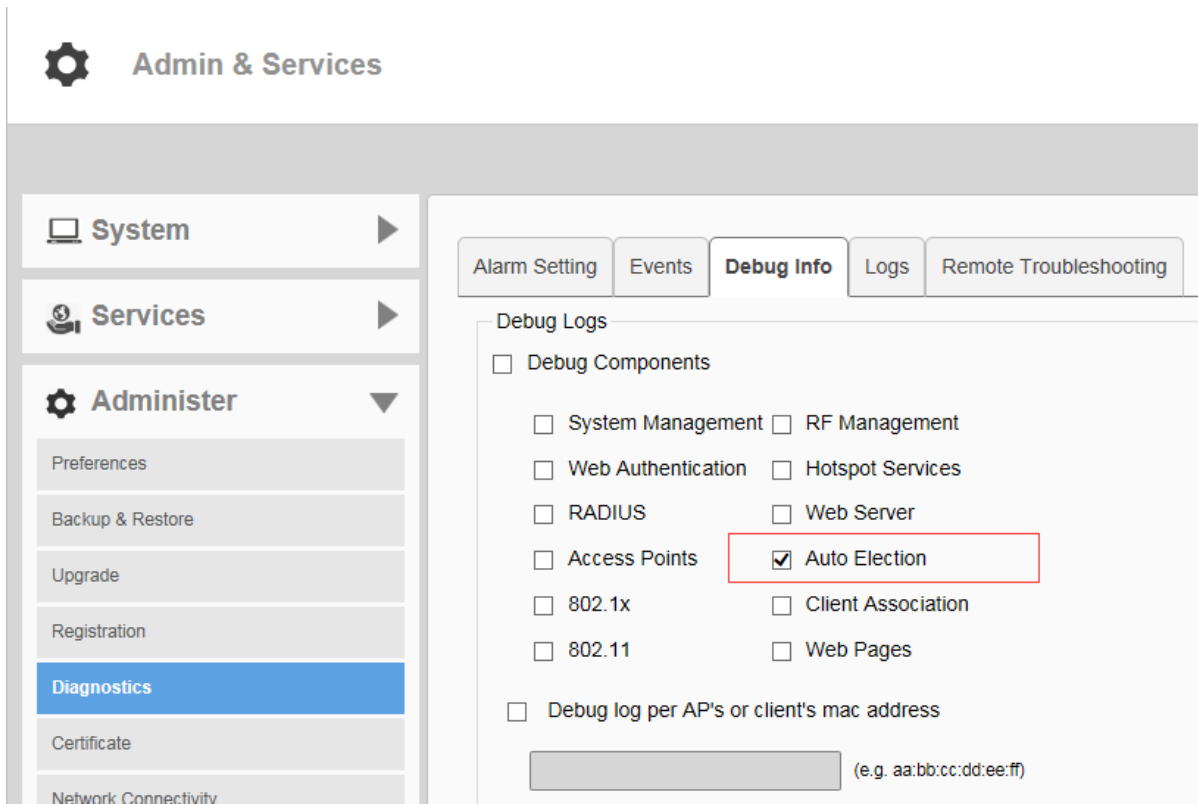 Admin & Services
System
Services
Administer
Preferences
Backup & Restore
Upgrade
Registration
Diagnostics
Certificate
Network Connectivity
Alarm Setting
Events
Debug Info
Logs
Remote Troubleshooting
Debug Logs
Debug Components
System Management
RF Management
Web Authentication
Hotspot Services
RADIUS
Web Server
Access Points
Auto Election
802.1x
Client Association
802.11
Web Pages
Debug log per AP's or client's mac address
(e.g. aa:bb:cc:dd:ee:ff)